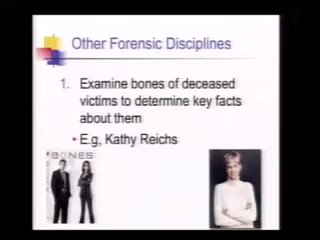 Other Forensic Disciplines
1. Examine bones of deceased
victims to determine key facts
about them
• E.g, Kathy Reichs
BONES